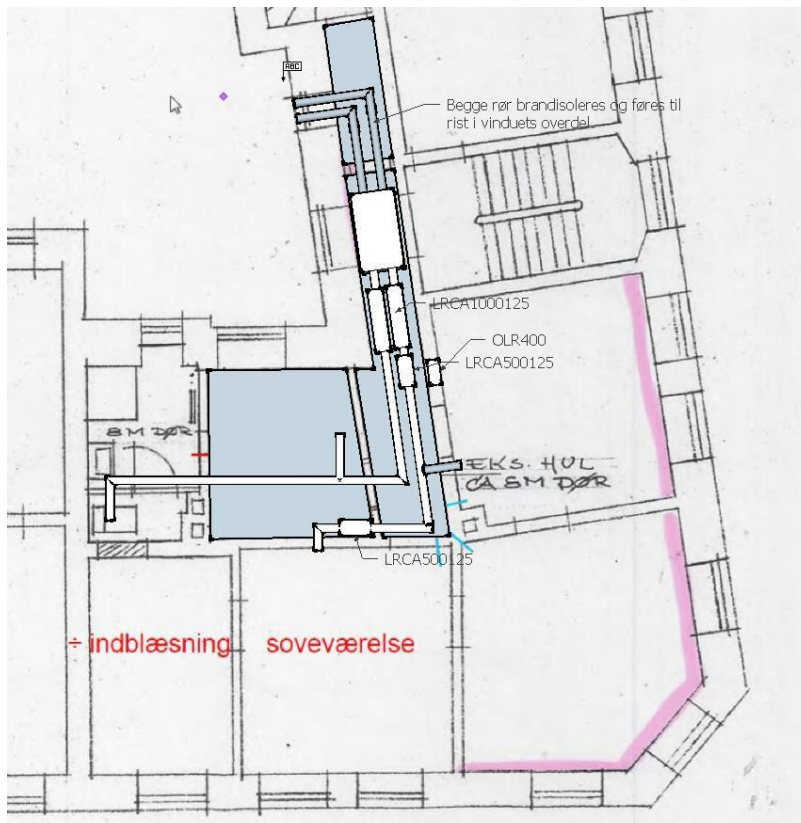 ABC
Begge rør brandisoleres og føres til
rist i vinduets overdel.
LRCA1000125
OLR400
LRCA500125
8M DØR
EKS. HUL
CA 8M DØR
LRCA500125
÷ indblæsning
soveværelse